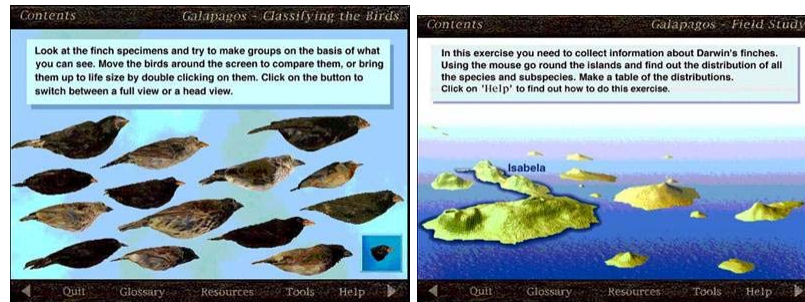 Contents Galapagos - Classifying the Birds
Look at the finch specimens and try to make groups on the basis of what
you can see. Move the birds around the screen to compare them, or bring
them up to life size by double clicking on them. Click on the button to
switch between a full view or a head view.
Quit Glossary Resources Tools Help
Contents Galapagos - Field Study
In this exercise you need to collect information about Darwin's finches.
Using the mouse go round the islands and find out the distribution of all
the species and subspecies. Make a table of the distributions.
Click on 'Help' to find out how to do this exercise.
Isabela
Quit Glossary Resources Tools Help